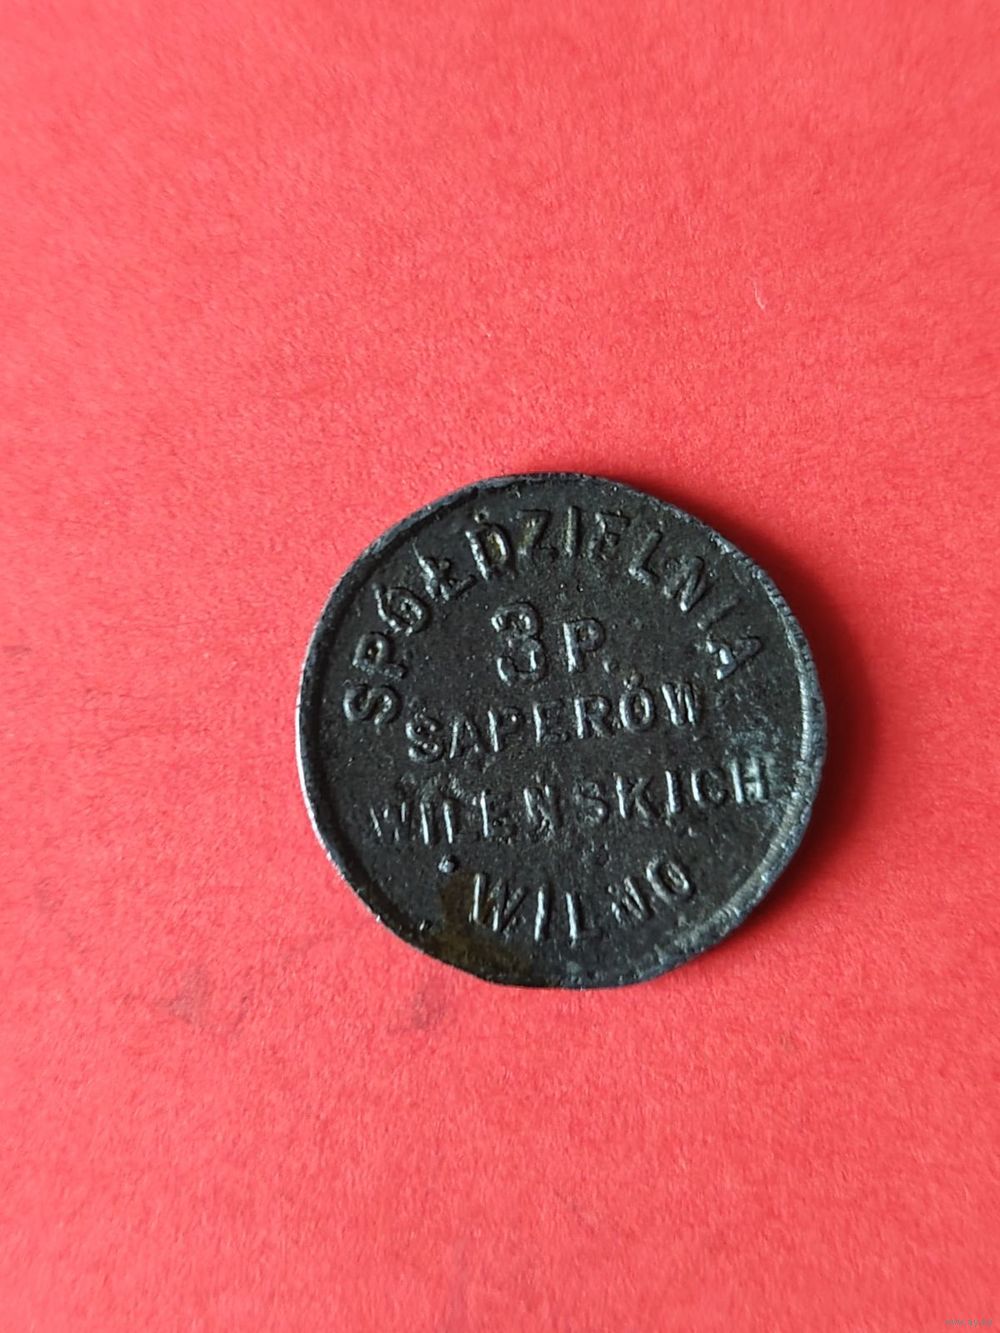 SPÓŁDZIELNIA
3 P.
SAPERÓW
WILEŃSKICH
WILNO